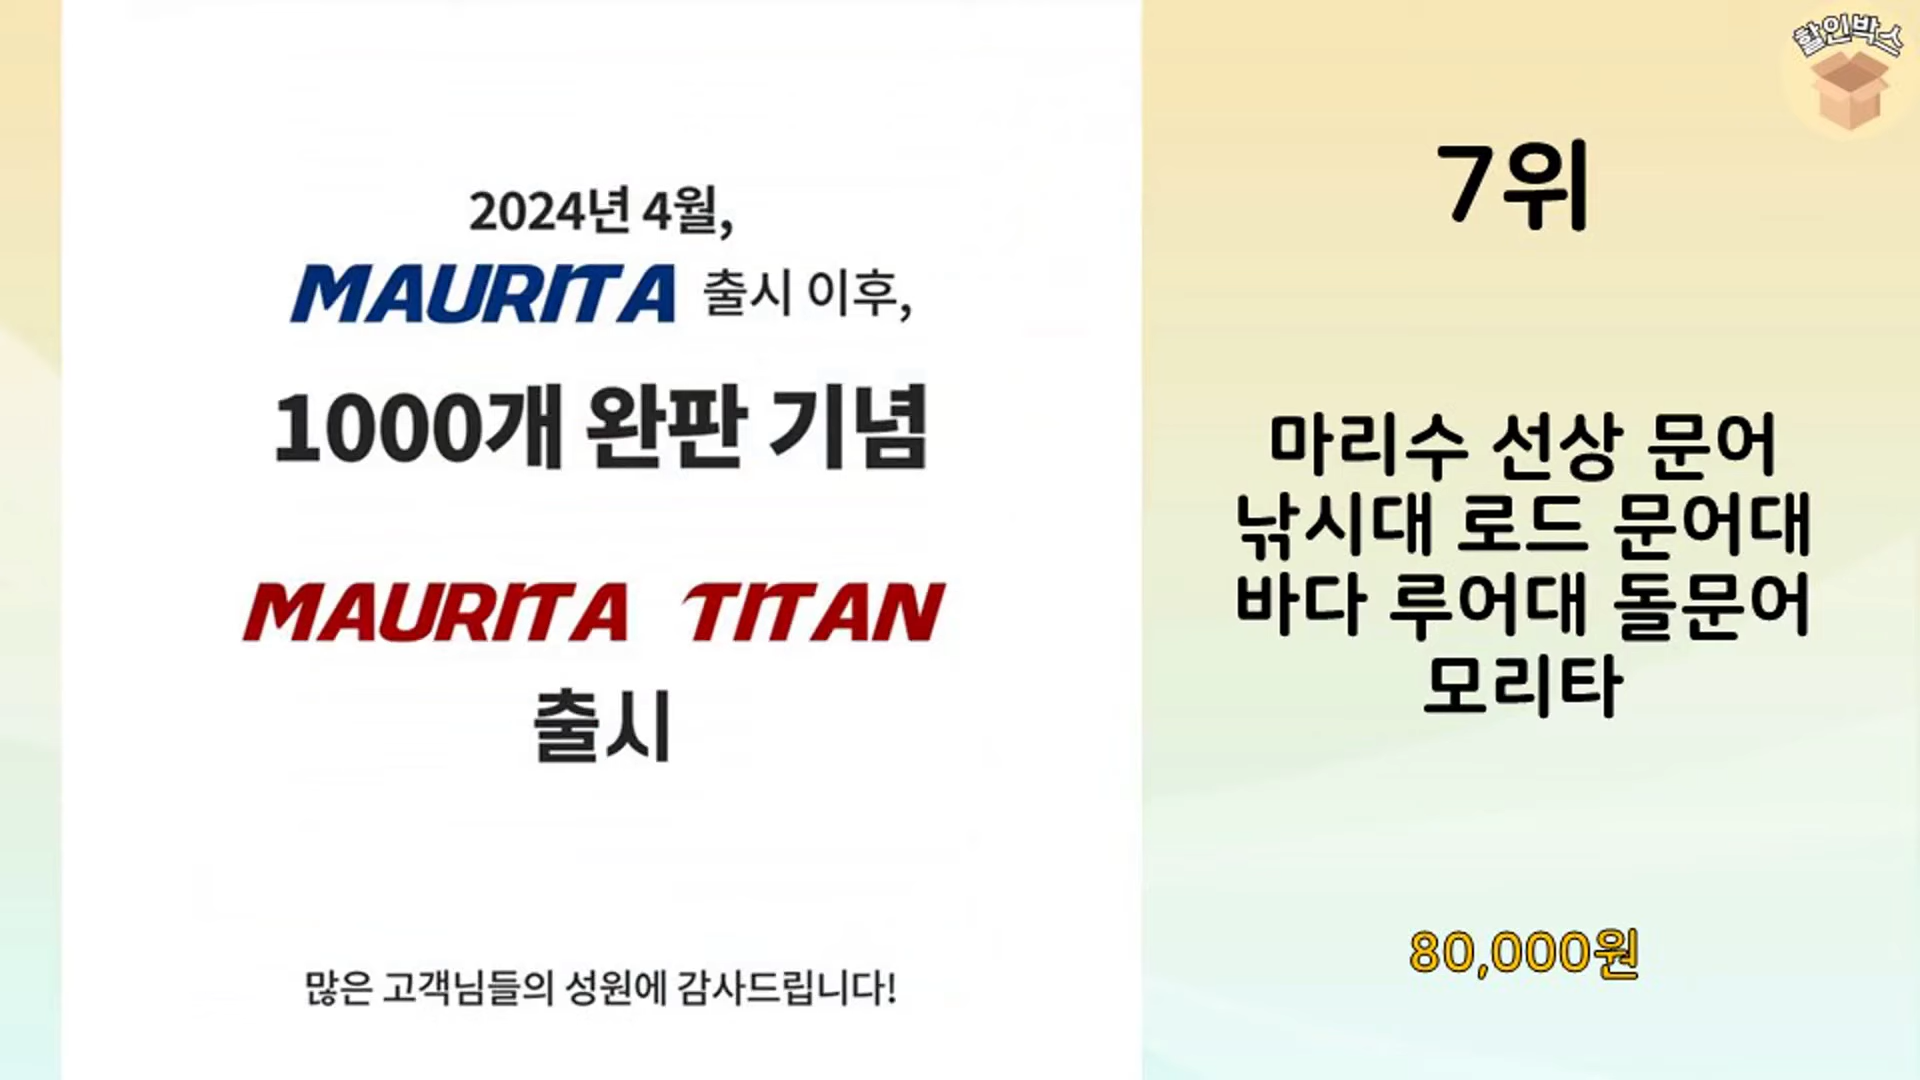 2024년 4월,
MAURITA 출시 이후,
1000개 완판 기념
MAURITA TITAN
출시
많은 고객님들의 성원에 감사드립니다!
할인박스
7위
마리수 선상 문어
낚시대 로드 문어대
바다 루어대 돌문어
모리타
80,000원